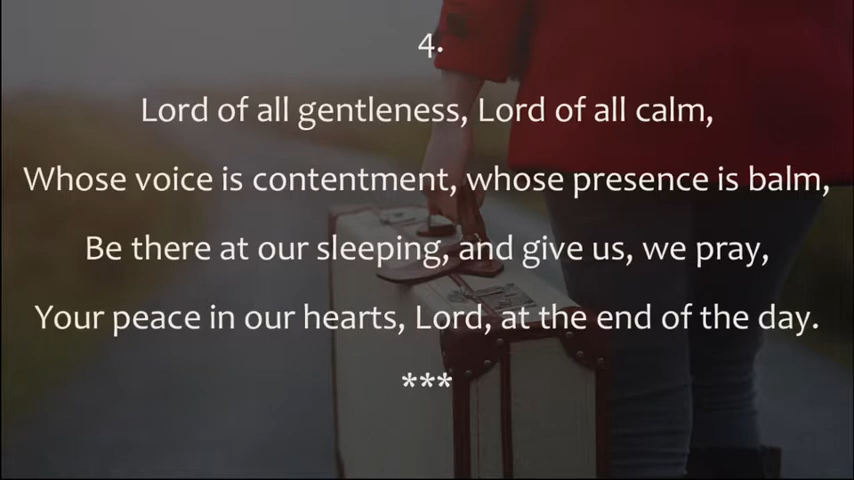 4.
Lord of all gentleness, Lord of all calm,
Whose voice is contentment, whose presence is balm,
Be there at our sleeping, and give us, we pray,
Your peace in our hearts, Lord, at the end of the day.
***